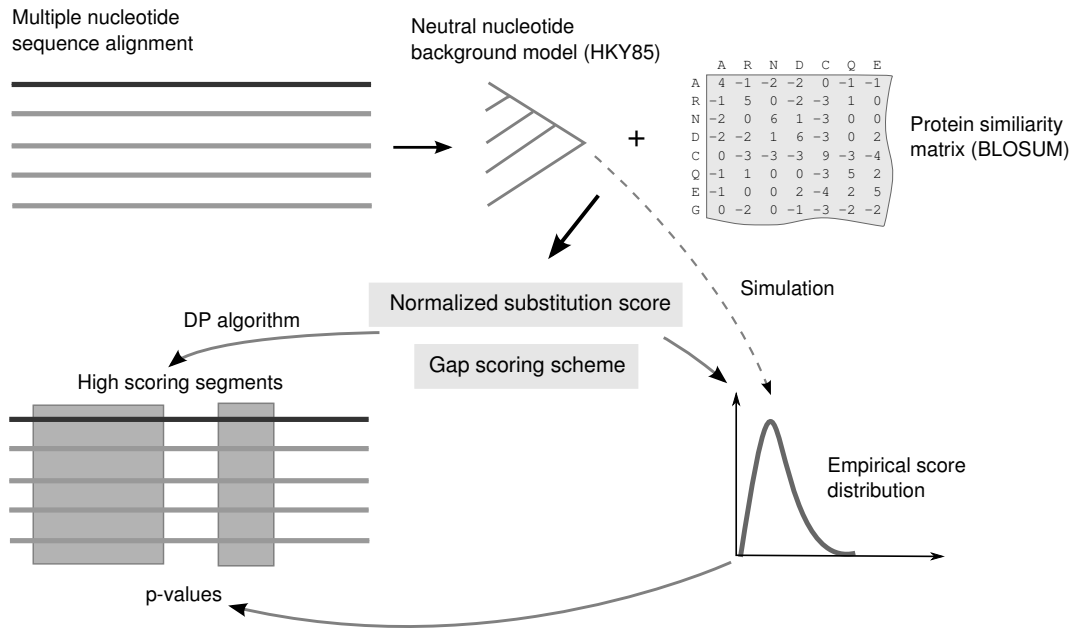 Multiple nucleotide
sequence alignment
Neutral nucleotide
background model (HKY85)
+
A R N D C Q E
A 4 −1 −2 −2 0 −1 −1
R −1 5 0 −2 −3 1 0
N −2 0 6 1 −3 0 0
D −2 −2 1 6 −3 0 2
C 0 −3 −3 −3 9 −3 −4
Q −1 1 0 0 −3 5 2
E −1 0 0 2 −4 2 5
G 0 −2 0 −1 −3 −2 −2
Protein similiarity
matrix (BLOSUM)
Simulation
Normalized substitution score
DP algorithm
Gap scoring scheme
High scoring segments
Empirical score
distribution
p-values